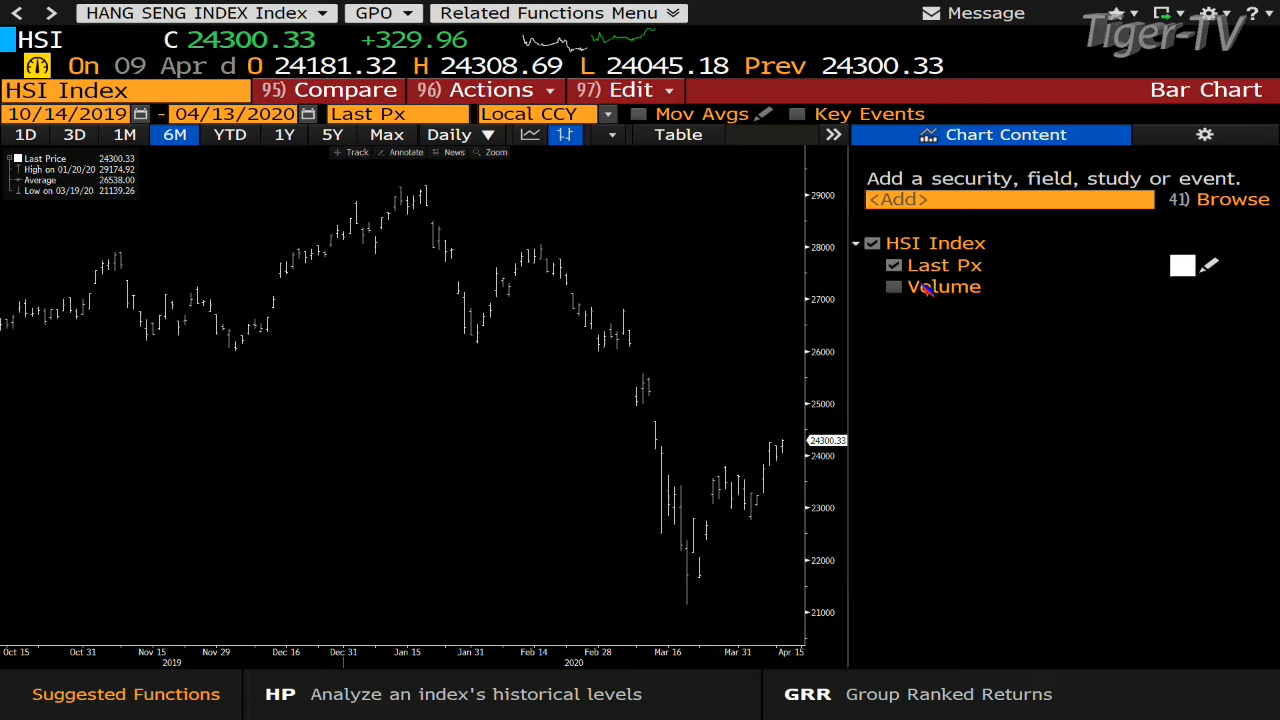 HANG SENG INDEX Index GPO Related Functions Menu Message ?
Tiger-TV
HSI C 24300.33 +329.96
On 09 Apr d O 24181.32 H 24308.69 L 24045.18 Prev 24300.33
HSI Index 95) Compare 96) Actions 97) Edit Bar Chart
10/14/2019 - 04/13/2020 Last Px Local CCY Mov Avgs Key Events
1D 3D 1M 6M YTD 1Y 5Y Max Daily ▼ Table Chart Content
Track Annotate News Zoom
Last Price 24300.33
High on 01/20/20 29174.92
Average 26538.00
Low on 03/19/20 21139.26
Add a security, field, study or event.
<Add> 41) Browse
HSI Index
Last Px
Volume
29000
28000
27000
26000
25000
24300.33
24000
23000
22000
21000
Oct 15 Oct 31 Nov 15 Nov 29 Dec 16 Dec 31 Jan 15 Jan 31 Feb 14 Feb 28 Mar 16 Mar 31 Apr 15
2019 2020
Suggested Functions HP Analyze an index's historical levels GRR Group Ranked Returns